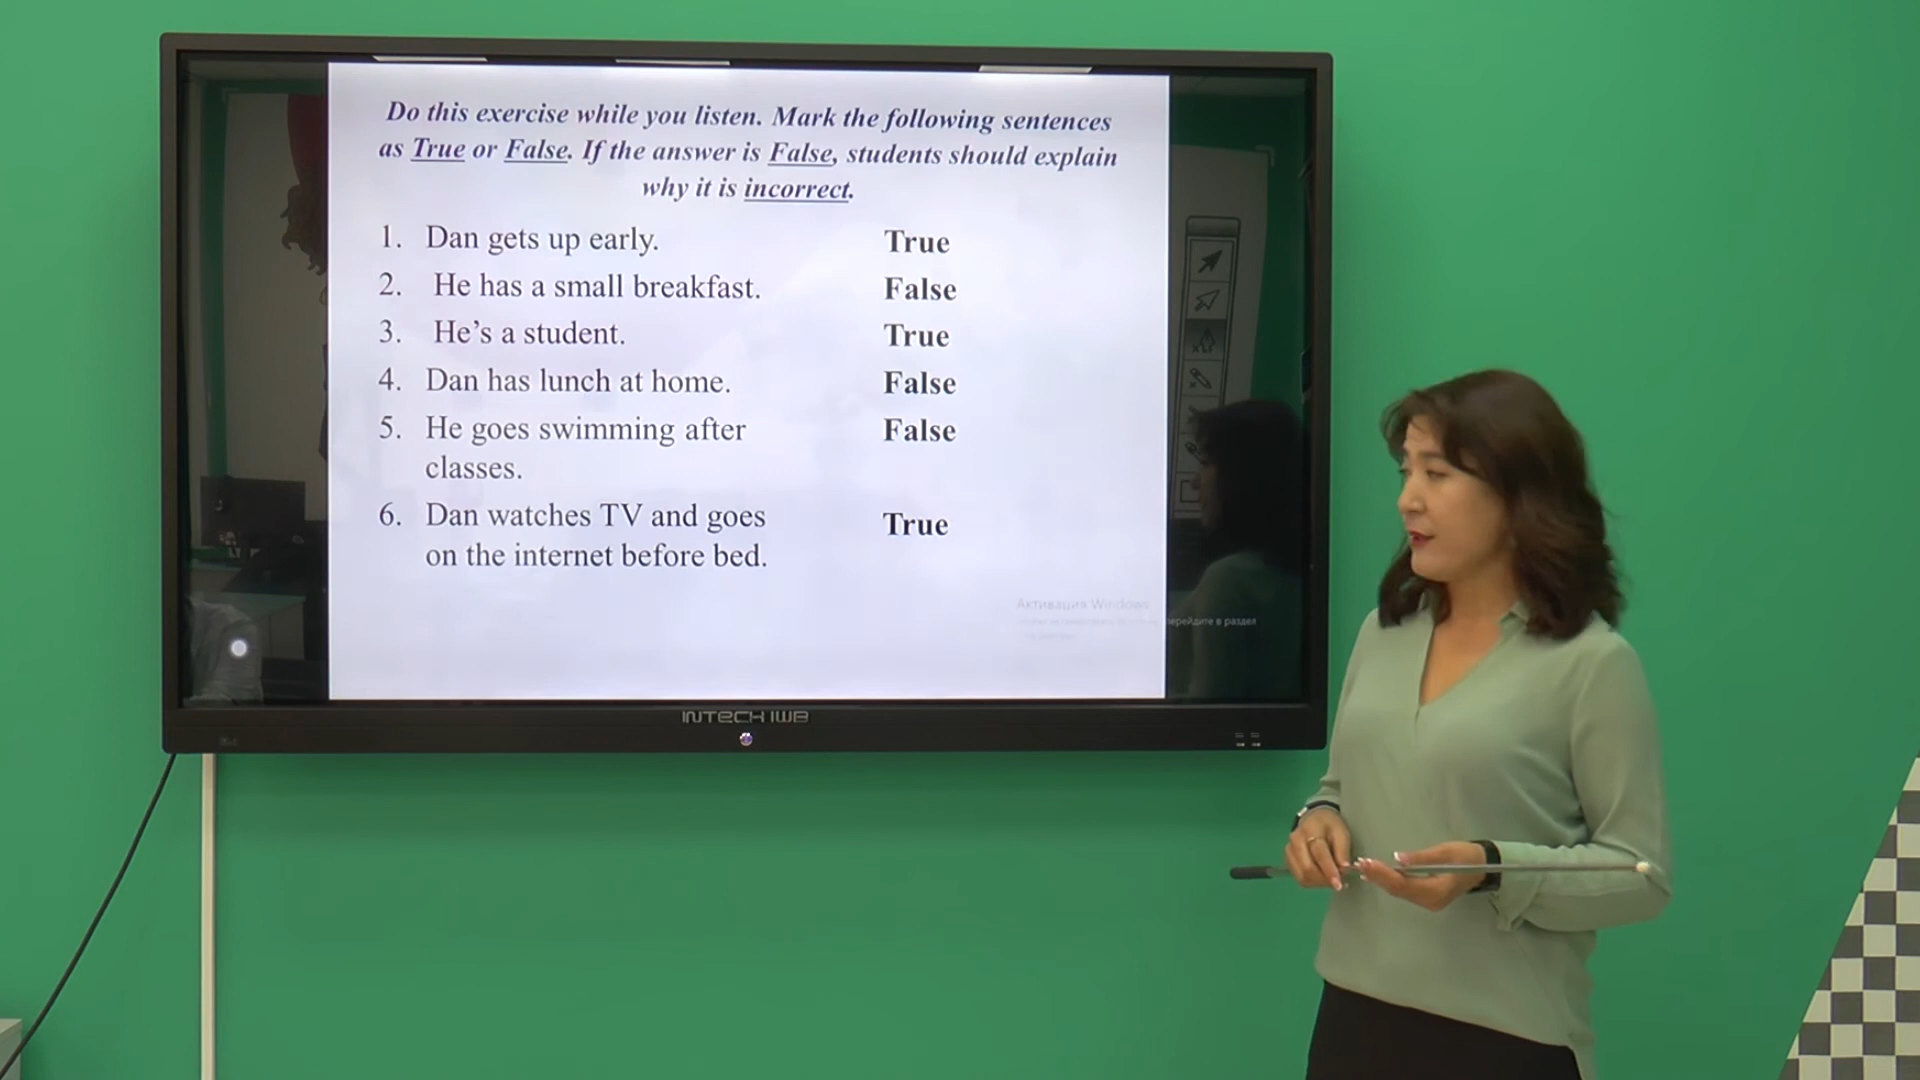 Do this exercise while you listen. Mark the following sentences
as True or False. If the answer is False, students should explain
why it is incorrect.
1. Dan gets up early. True
2. He has a small breakfast. False
3. He's a student. True
4. Dan has lunch at home. False
5. He goes swimming after False
classes.
6. Dan watches TV and goes True
on the internet before bed.
Активация Windows
перейдите в раздел
INTECH IWB